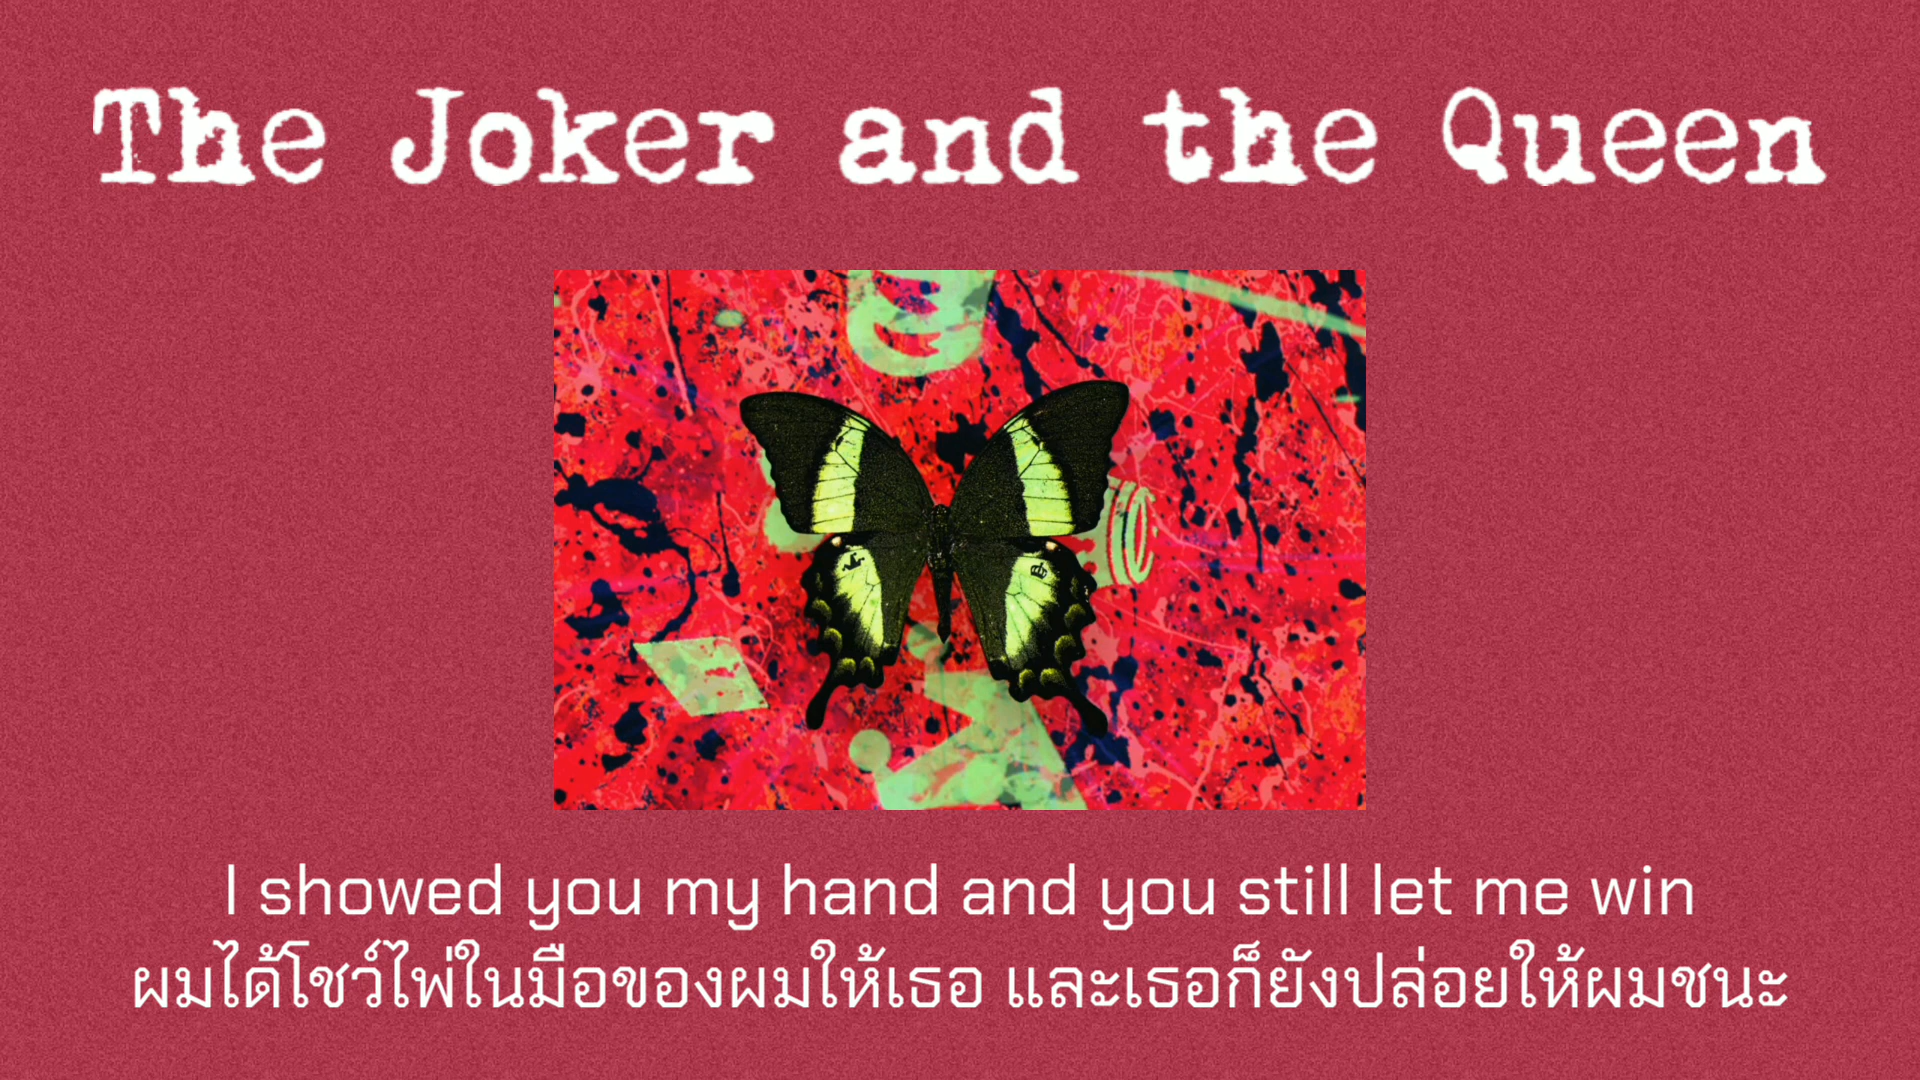 The Joker and the Queen
I showed you my hand and you still let me win
ผมได้โชว์ไพ่ในมือของผมให้เธอ และเธอก็ยังปล่อยให้ผมชนะ